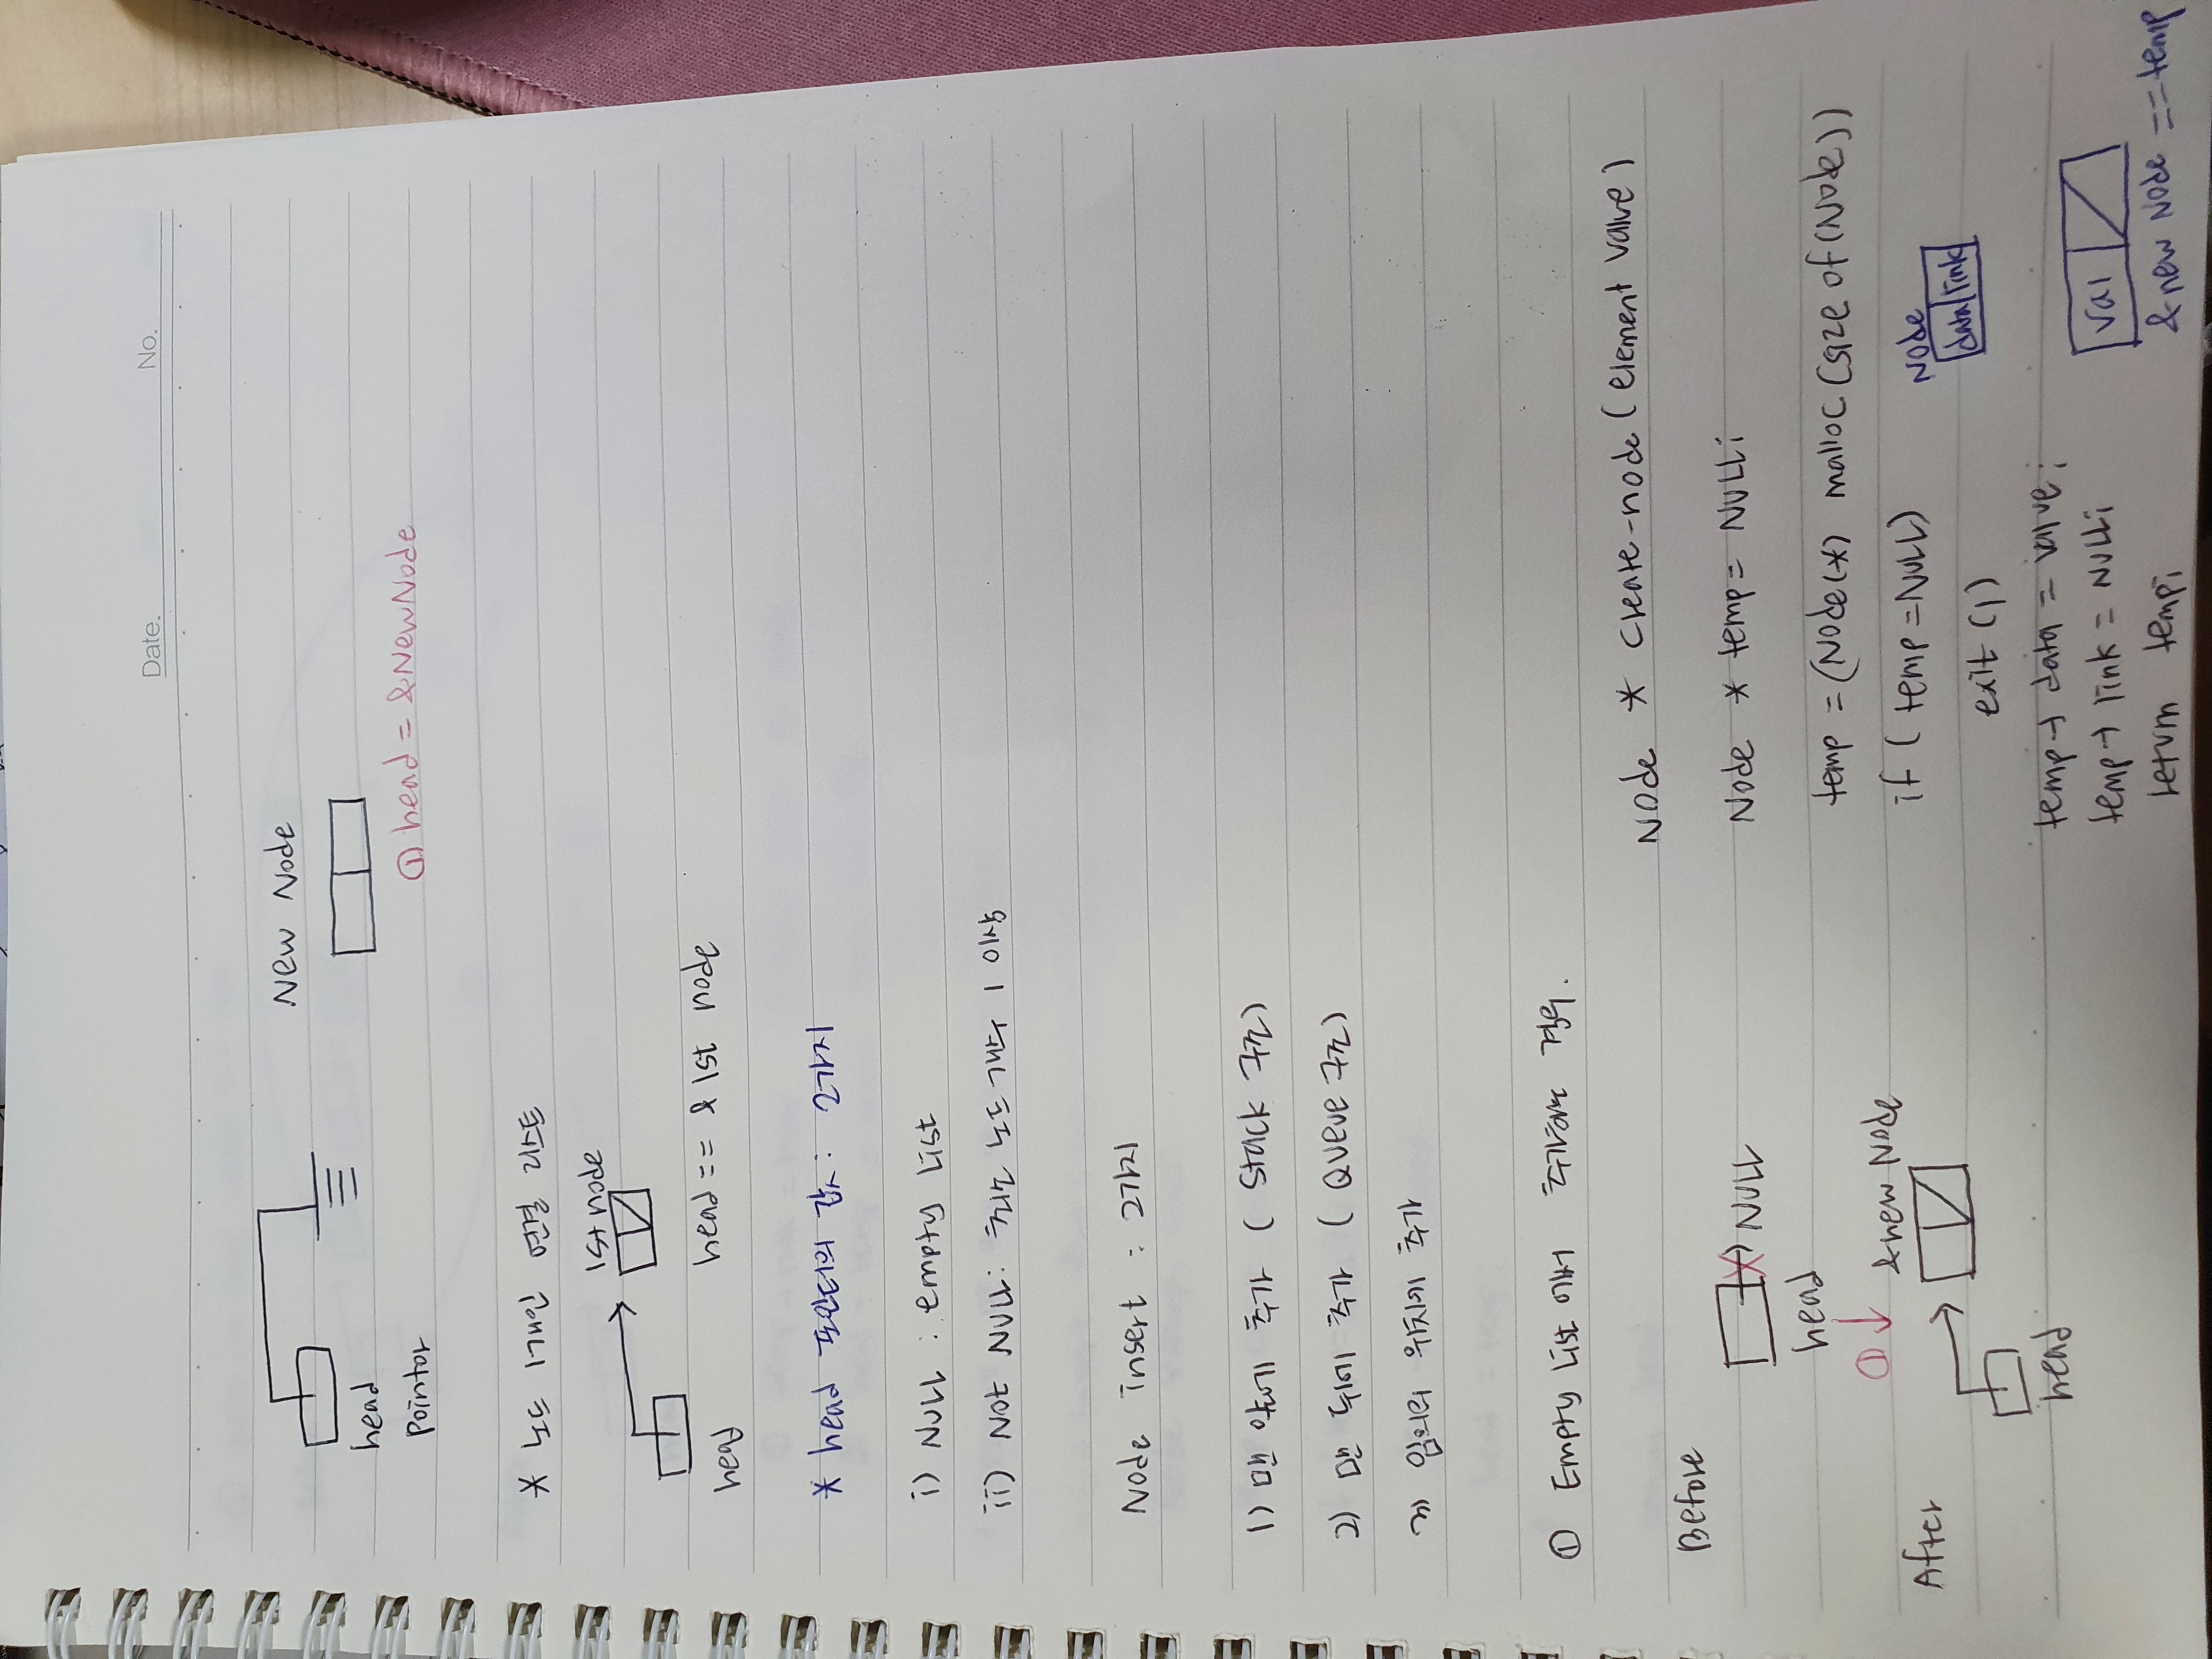 Date. No.
New Node
head
pointor
① head = &NewNode
* 노드 1개인 연결 리스트
1st node
head
head == & 1st node
* head 포인터의 값 : 2가지
i) NULL : empty List
ii) Not NULL : 최소 노드 개수 1 이상
Node insert : 2가지
1) 맨 앞에 추가 ( Stack 구조)
2) 맨 뒤에 추가 ( Queue 구조)
임의의 위치에 추가
① Empty List 에서 추가하는 경우.
Node * Create-node ( element value )
Before
NULL
head
Node * temp = NULL;
temp = (Node(*) malloc (size of (Node))
①
&new Node
After
head
if ( temp = NULL)
Node
data link
exit (1)
temp → data = value;
temp → link = NULL;
val
return temp;
&new Node == temp